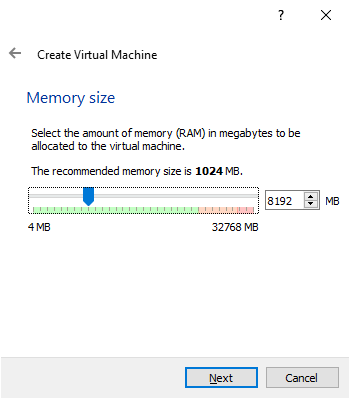 ?
Create Virtual Machine
Memory size
Select the amount of memory (RAM) in megabytes to be
allocated to the virtual machine.
The recommended memory size is 1024 MB.
8192 MB
4 MB 32768 MB
Next Cancel